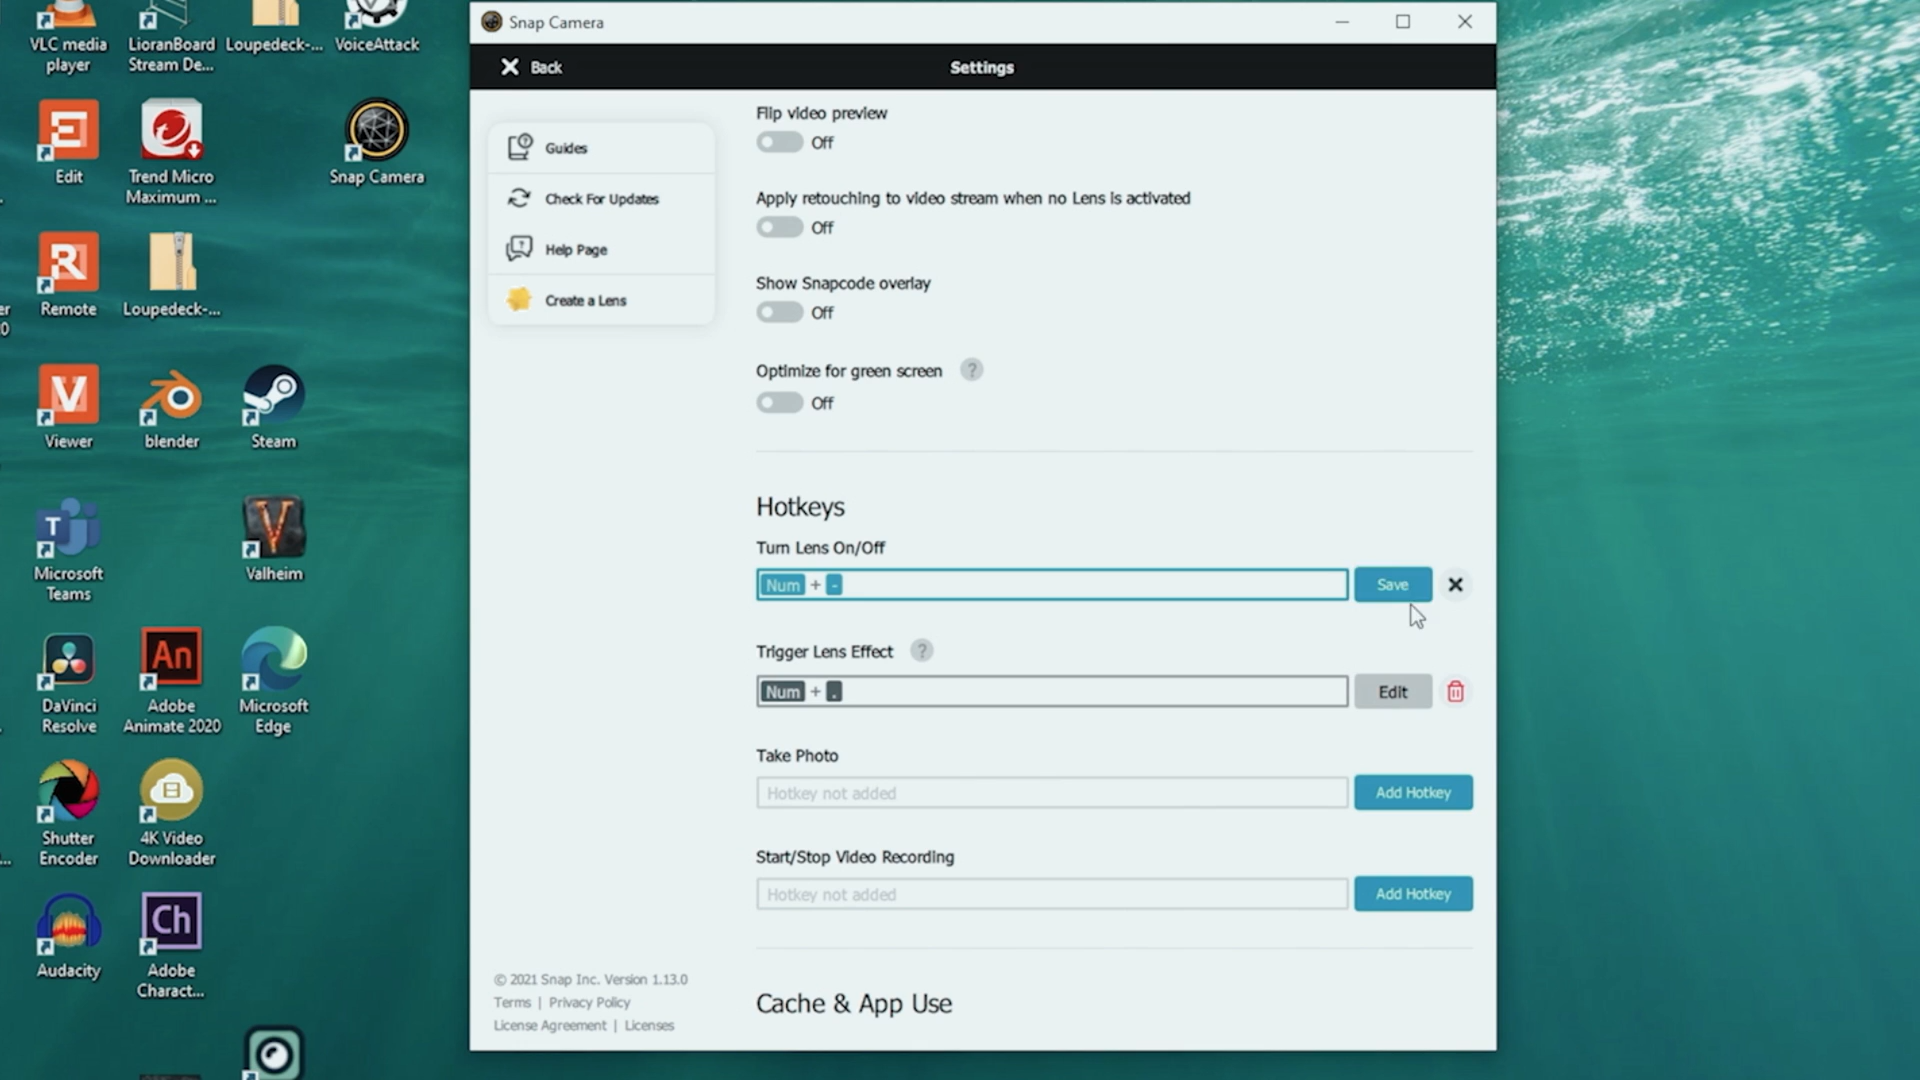 VLC media
player
LioranBoard
Stream De...
Loupedeck-...
VoiceAttack
Edit
Trend Micro
Maximum ...
Snap Camera
er
0
Remote
Loupedeck-...
Viewer
blender
Steam
Microsoft
Teams
Valheim
DaVinci
Resolve
An
Adobe
Animate 2020
Microsoft
Edge
Shutter
Encoder
4K Video
Downloader
Audacity
Ch
Adobe
Charact...
Snap Camera
Back
Settings
Guides
Check For Updates
Help Page
Create a Lens
Flip video preview
Off
Apply retouching to video stream when no Lens is activated
Off
Show Snapcode overlay
Off
Optimize for green screen ?
Off
Hotkeys
Turn Lens On/Off
Num + -
Save
Trigger Lens Effect ?
Num + .
Edit
Take Photo
Hotkey not added
Add Hotkey
Start/Stop Video Recording
Hotkey not added
Add Hotkey
Cache & App Use
© 2021 Snap Inc. Version 1.13.0
Terms | Privacy Policy
License Agreement | Licenses